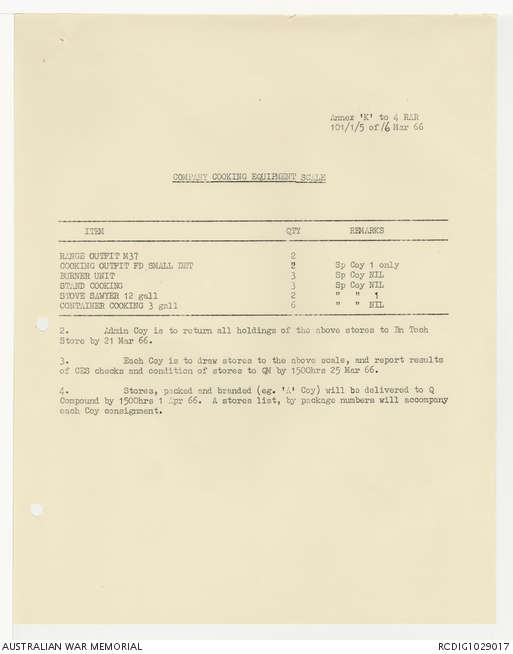 Annex 'K' to 4 RAR
101/1/5 of 16 Mar 66
COMPANY COOKING EQUIPMENT SCALE
ITEM QTY REMARKS
RANGE OUTFIT M37 2
COOKING OUTFIT FD SMALL DET 2 Sp Coy 1 only
BURNER UNIT 3 Sp Coy NIL
STAND COOKING 3 Sp Coy NIL
STOVE SAWYER 12 gall 2 " " 1
CONTAINER COOKING 3 gall 6 " " NIL
2. Admin Coy is to return all holdings of the above stores to Bn Tech
Store by 21 Mar 66.
3. Each Coy is to draw stores to the above scale, and report results
of CES checks and condition of stores to QM by 1500hrs 25 Mar 66.
4. Stores, packed and branded (eg. 'A' Coy) will be delivered to Q
Compound by 1500hrs 1 Apr 66. A stores list, by package numbers will accompany
each Coy consignment.
AUSTRALIAN WAR MEMORIAL RCDIG1029017